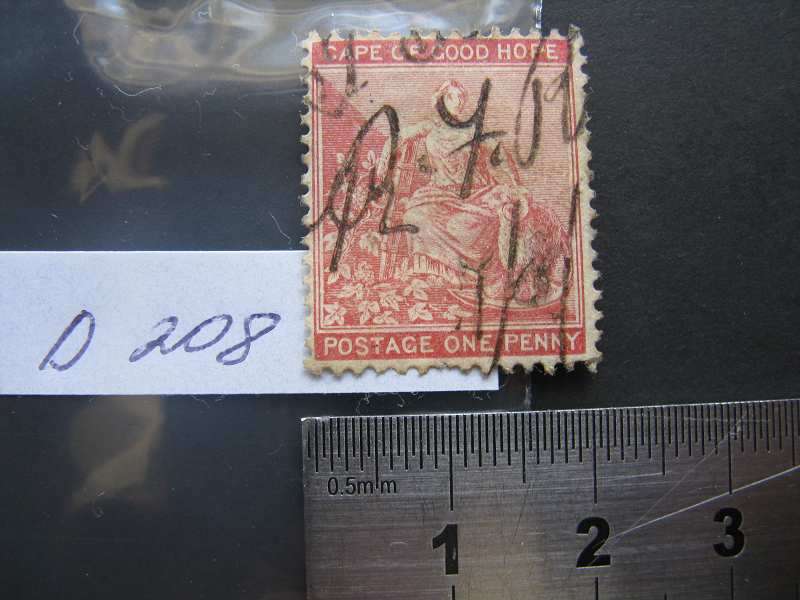 CAPE OF GOOD HOPE
POSTAGE ONE PENNY
D 208
0.5mm
1 2 3